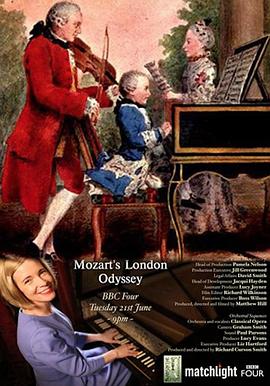 Mozart's London
Odyssey
BBC Four
Tuesday 21st June
9pm -
Head of Production Pamela Nelson
Production Executive Jill Greenwood
Legal Affairs David Smith
Head of Development Jacqui Hayden
Assistant Producer Lucy Joyner
Film Editor Richard Wilkinson
Executive Producer Ross Wilson
Produced, directed and filmed by Matthew Hill
Orchestral Sequence
Orchestra and vocalists Classical Opera
Camera Graham Smith
Sound Paul Parsons
Producer Lucy Evans
Executive Producer Liz Hartford
Produced and directed by Richard Curson Smith
matchlight
BBC
FOUR